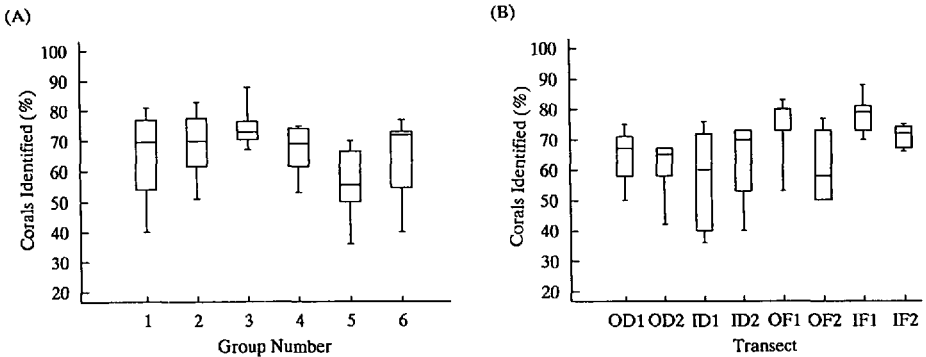 (A)
(B)
Corals Identified (%)
100
90
80
70
60
50
40
30
20
1 2 3 4 5 6
Group Number
Corals Identified (%)
100
90
80
70
60
50
40
30
20
OD1 OD2 ID1 ID2 OF1 OF2 IF1 IF2
Transect